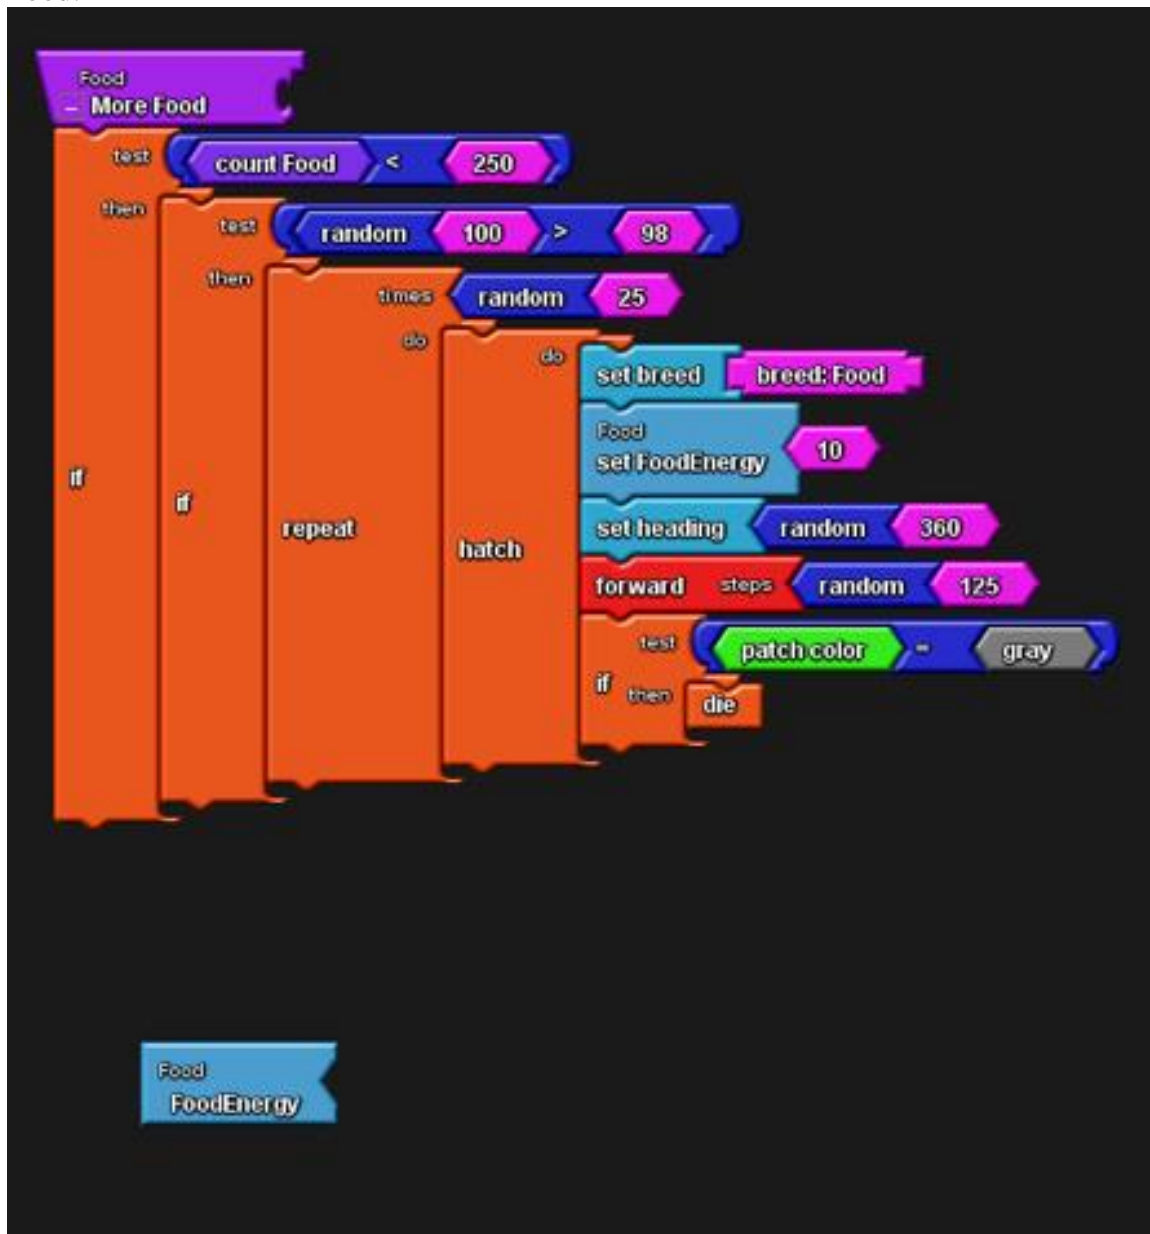 Food
– More Food
test count Food < 250
then test random 100 > 98
then times random 25
do do set breed breed: Food
Food
set FoodEnergy 10
if if repeat hatch set heading random 360
forward steps random 125
test patch color = gray
if then die
Food
FoodEnergy